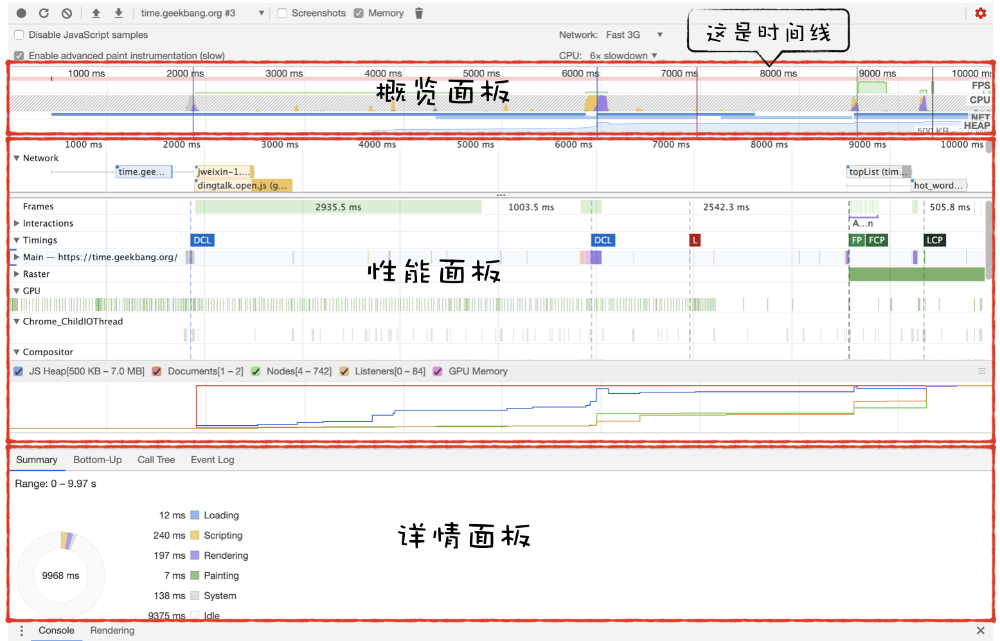 time.geekbang.org #3 Screenshots Memory
这是时间线
Disable JavaScript samples Network: Fast 3G
Enable advanced paint instrumentation (slow) CPU: 6× slowdown
1000 ms 2000 ms 3000 ms 4000 ms 5000 ms 6000 ms 7000 ms 8000 ms 9000 ms 10000 ms
概览面板
FPS
CPU
NET
HEAP
1000 ms 2000 ms 3000 ms 4000 ms 5000 ms 6000 ms 7000 ms 8000 ms 9000 ms 10000 ms
Network
time.gee... jweixin-1.... topList (tim...
dingtalk.open.js (g... hot_word...
...
Frames 2935.5 ms 1003.5 ms 2542.3 ms 505.8 ms
Interactions A...n
Timings DCL DCL L FP FCP LCP
Main — https://time.geekbang.org/
性能面板
Raster
GPU
Chrome_ChildIOThread
Compositor
JS Heap[500 KB – 7.0 MB] Documents[1 – 2] Nodes[4 – 742] Listeners[0 – 84] GPU Memory
Summary Bottom-Up Call Tree Event Log
Range: 0 – 9.97 s
12 ms Loading
240 ms Scripting
详情面板
197 ms Rendering
9968 ms
7 ms Painting
138 ms System
9375 ms Idle
Console Rendering